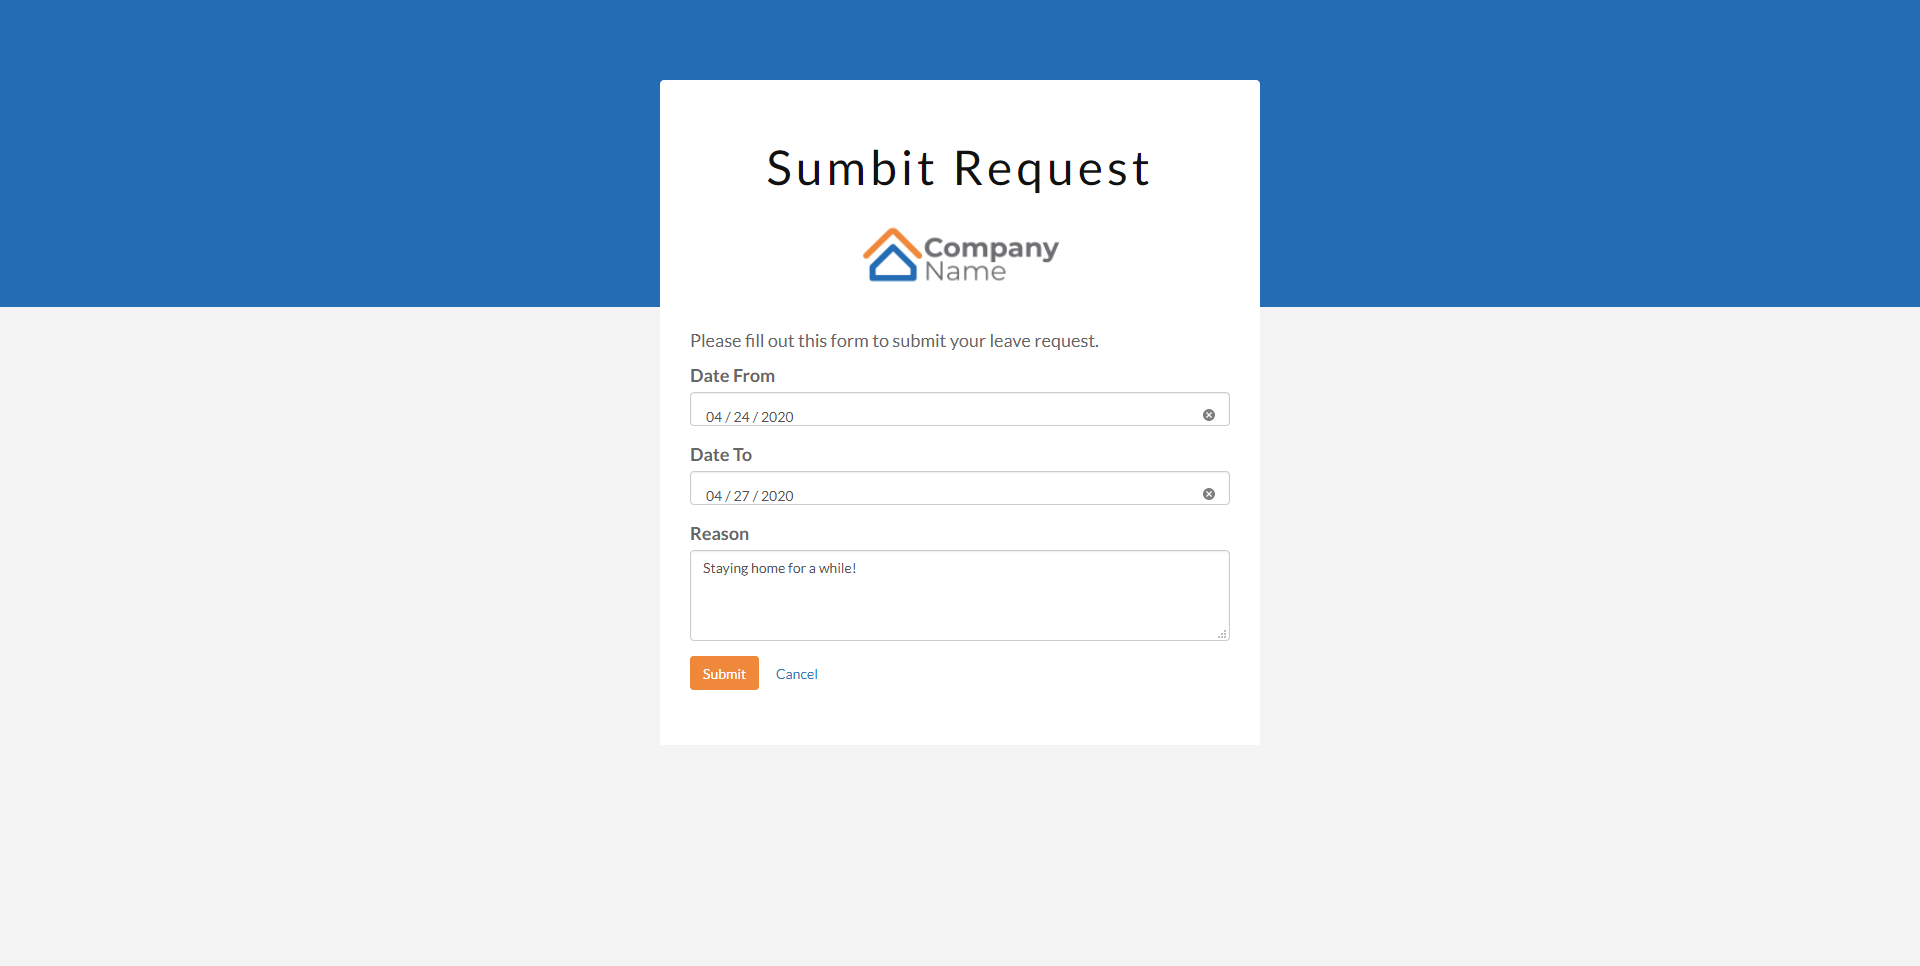 Sumbit Request
Company
Name
Please fill out this form to submit your leave request.
Date From
04 / 24 / 2020
Date To
04 / 27 / 2020
Reason
Staying home for a while!
Submit Cancel